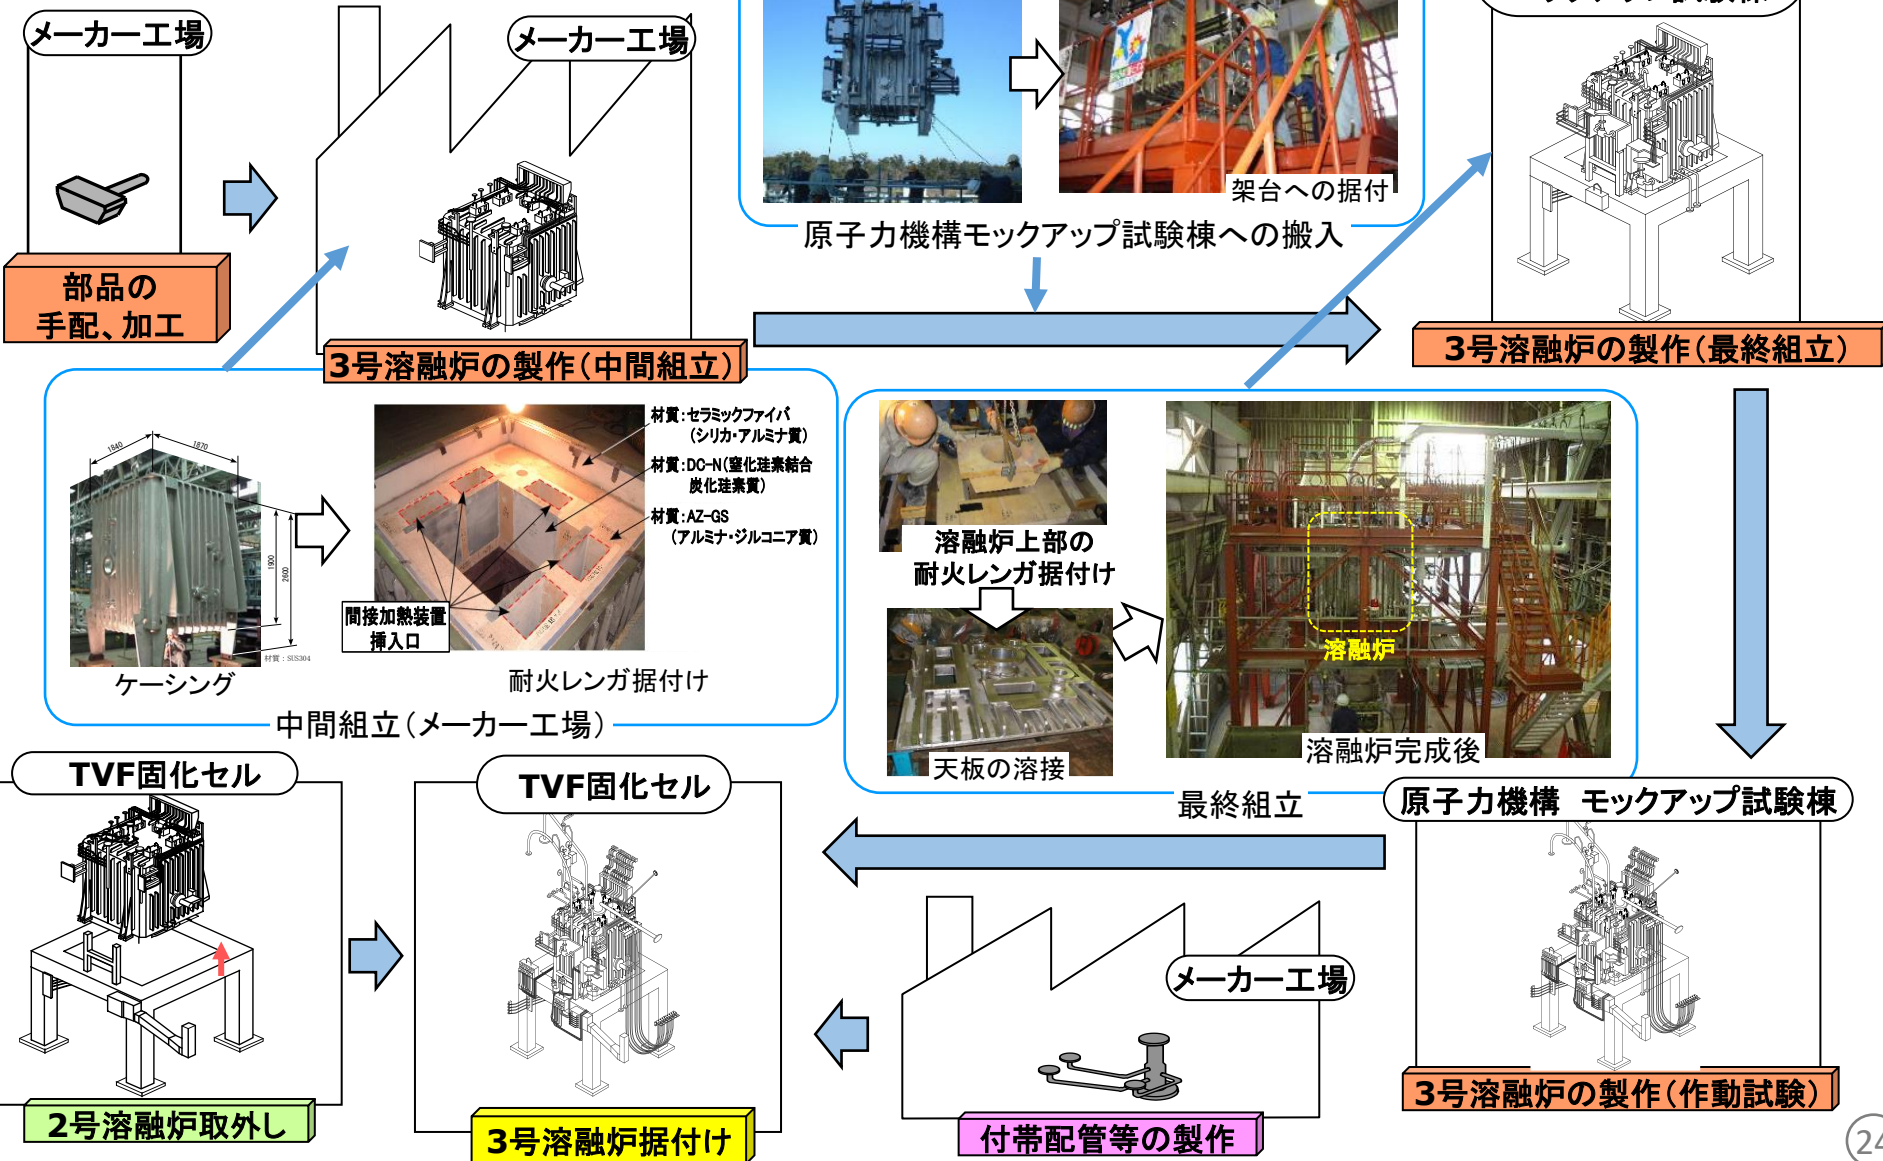 メーカー工場
メーカー工場
架台への据付
原子力機構モックアップ試験棟への搬入
部品の
手配、加工
3号溶融炉の製作(中間組立)
3号溶融炉の製作(最終組立)
1840
1870
1900
2600
材質:SUS304
ケーシング
材質:セラミックファイバ
(シリカ・アルミナ質)
材質:DC-N(窒化珪素結合
炭化珪素質)
材質:AZ-GS
(アルミナ・ジルコニア質)
間接加熱装置
挿入口
耐火レンガ据付け
中間組立(メーカー工場)
溶融炉上部の
耐火レンガ据付け
天板の溶接
溶融炉
溶融炉完成後
最終組立
TVF固化セル
TVF固化セル
原子力機構 モックアップ試験棟
メーカー工場
2号溶融炉取外し
3号溶融炉据付け
付帯配管等の製作
3号溶融炉の製作(作動試験)
24